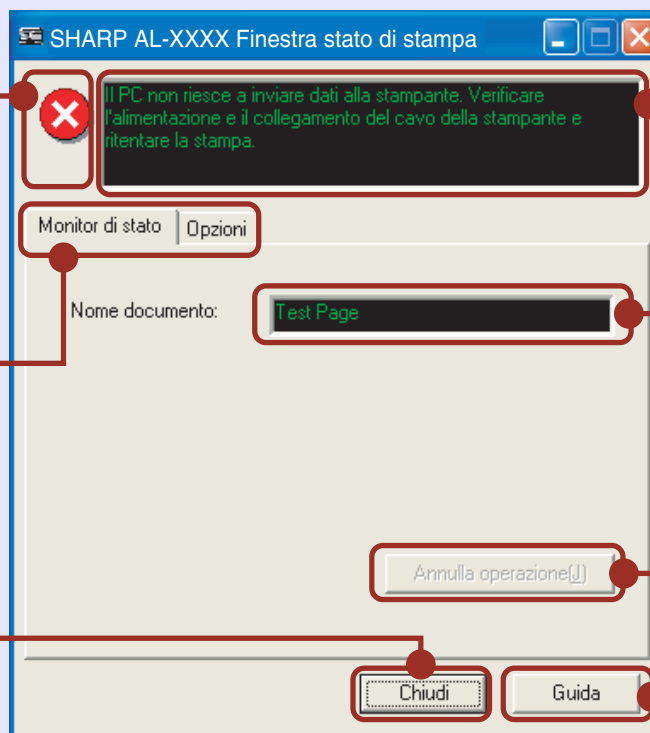 SHARP AL-XXXX Finestra stato di stampa
Il PC non riesce a inviare dati alla stampante. Verificare
l'alimentazione e il collegamento del cavo della stampante e
ritentare la stampa.
Monitor di stato Opzioni
Nome documento: Test Page
Annulla operazione(J)
Chiudi Guida